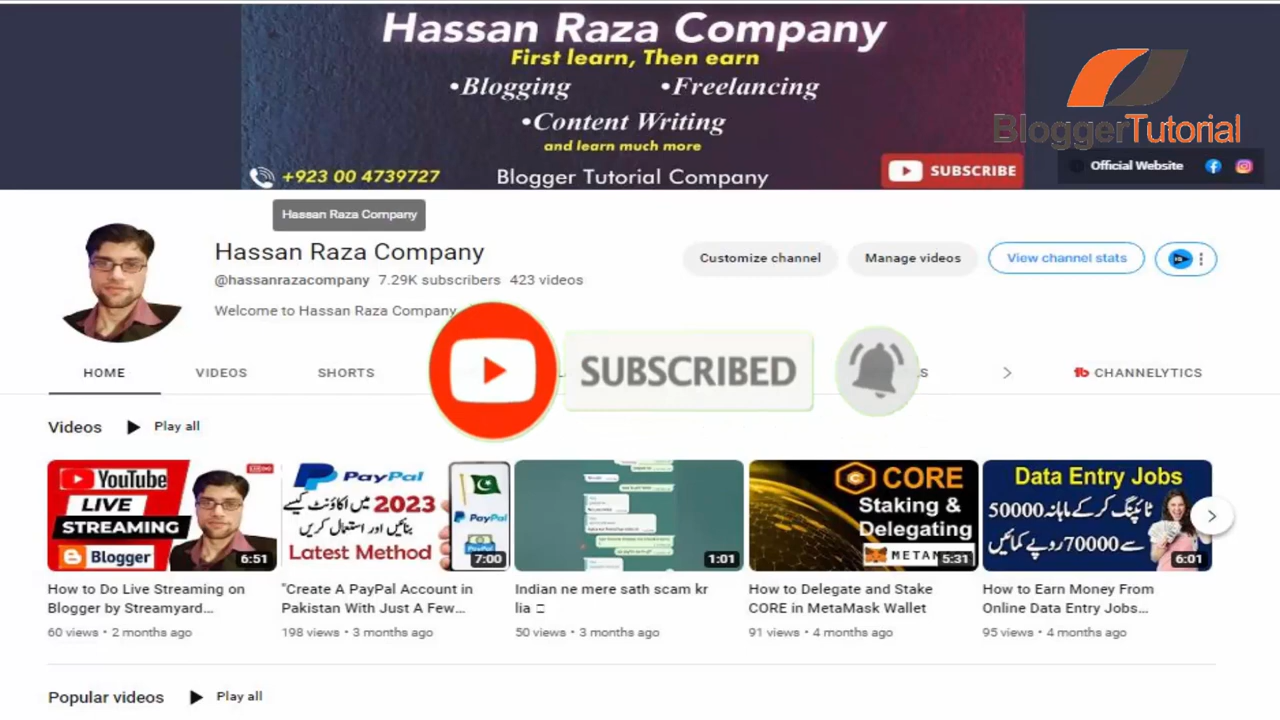 Hassan Raza Company
First learn, Then earn
•Blogging •Freelancing
•Content Writing
and learn much more
+923 00 4739727
Blogger Tutorial Company
SUBSCRIBE
BloggerTutorial
Official Website
Hassan Raza Company
Hassan Raza Company
@hassanrazacompany 7.29K subscribers 423 videos
Welcome to Hassan Raza Company
Customize channel
Manage videos
View channel stats
SUBSCRIBED
HOME
VIDEOS
SHORTS
CHANNELYTICS
Videos
Play all
YouTube
LIVE
STREAMING
Blogger
6:51
How to Do Live Streaming on
Blogger by Streamyard...
60 views • 2 months ago
PayPal
2023 میں اکاؤنٹ کیسے
بنائیں اور استعمال کریں
Latest Method
PayPal
7:00
"Create A PayPal Account in
Pakistan With Just A Few...
198 views • 3 months ago
1:01
Indian ne mere sath scam kr
lia
50 views • 3 months ago
CORE
Staking &
Delegating
5:31
How to Delegate and Stake
CORE in MetaMask Wallet
91 views • 4 months ago
Data Entry Jobs
ٹائپنگ کر کے ماہانہ 50000
سے 70000 روپے کمائیں
6:01
How to Earn Money From
Online Data Entry Jobs...
95 views • 4 months ago
Popular videos
Play all